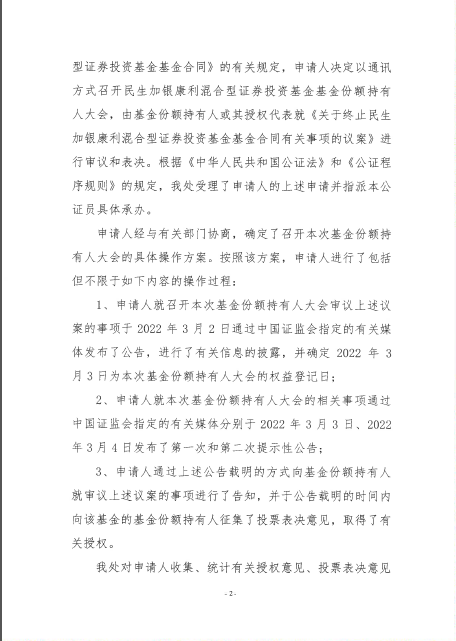 型证券投资基金基金合同》的有关规定，申请人决定以通讯
方式召开民生加银康利混合型证券投资基金基金份额持有
人大会，由基金份额持有人或其授权代表就《关于终止民生
加银康利混合型证券投资基金基金合同有关事项的议案》进
行审议和表决。根据《中华人民共和国公证法》和《公证程
序规则》的规定，我处受理了申请人的上述申请并指派本公
证员具体承办。
申请人经与有关部门协商，确定了召开本次基金份额持
有人大会的具体操作方案。按照该方案，申请人进行了包括
但不限于如下内容的操作过程：
1、申请人就召开本次基金份额持有人大会审议上述议
案的事项于 2022 年 3 月 2 日通过中国证监会指定的有关媒
体发布了公告，进行了有关信息的披露，并确定 2022 年 3
月 3 日为本次基金份额持有人大会的权益登记日；
2、申请人就本次基金份额持有人大会的相关事项通过
中国证监会指定的有关媒体分别于 2022 年 3 月 3 日、2022
年 3 月 4 日发布了第一次和第二次提示性公告；
3、申请人通过上述公告载明的方式向基金份额持有人
就审议上述议案的事项进行了告知，并于公告载明的时间内
向该基金的基金份额持有人征集了投票表决意见，取得了有
关授权。
我处对申请人收集、统计有关授权意见、投票表决意见
- 2 -